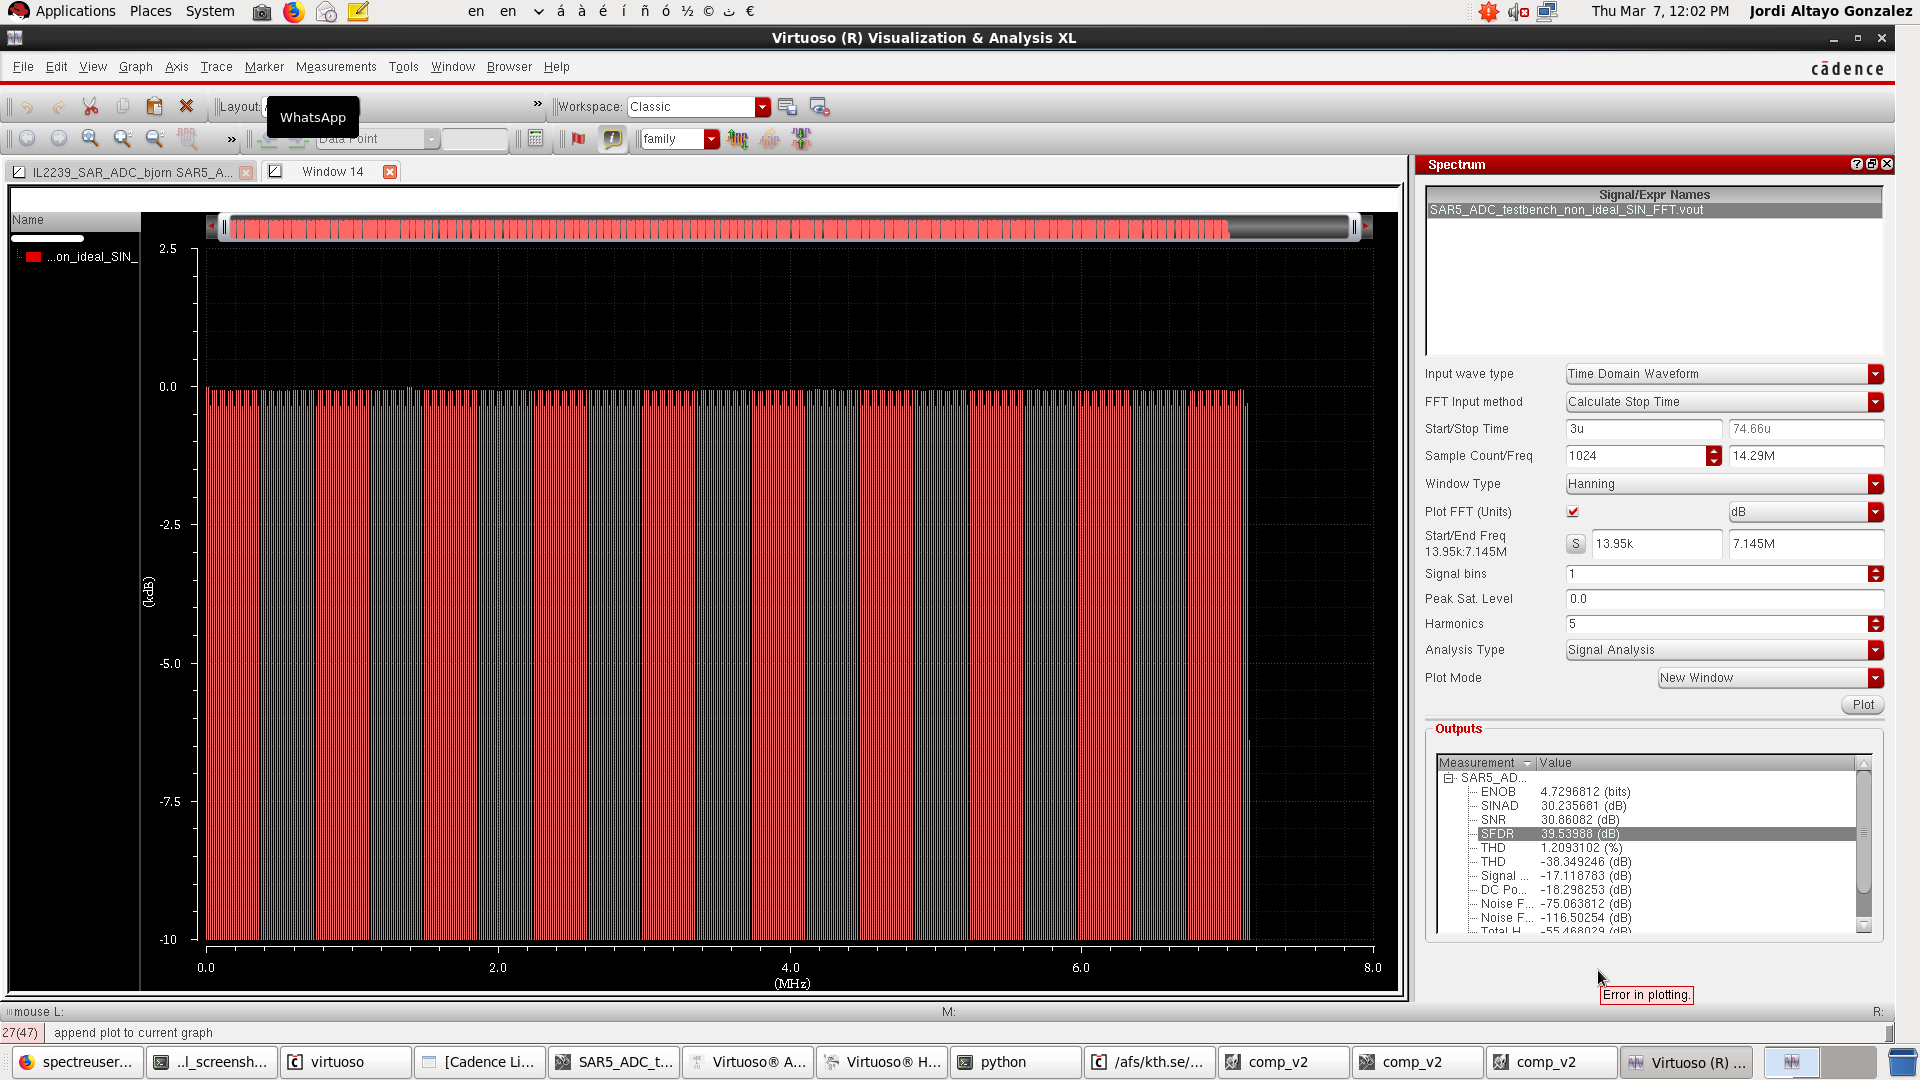 Applications Places System en en á à é í ñ ó ½ © ث € Thu Mar 7, 12:02 PM Jordi Altayo Gonzalez
Virtuoso (R) Visualization & Analysis XL
File Edit View Graph Axis Trace Marker Measurements Tools Window Browser Help cādence
Layout: » Workspace: Classic
WhatsApp
» Data Point family
IL2239_SAR_ADC_bjorn SAR5_A... Window 14
Spectrum
Name
...on_ideal_SIN_
2.5
0.0
-2.5
-5.0
-7.5
-10
(kdB)
0.0 2.0 4.0 6.0 8.0
(MHz)
Signal/Expr Names
SAR5_ADC_testbench_non_ideal_SIN_FFT.vout
Input wave type Time Domain Waveform
FFT Input method Calculate Stop Time
Start/Stop Time 3u 74.66u
Sample Count/Freq 1024 14.29M
Window Type Hanning
Plot FFT (Units) dB
Start/End Freq
13.95k:7.145M S 13.95k 7.145M
Signal bins 1
Peak Sat. Level 0.0
Harmonics 5
Analysis Type Signal Analysis
Plot Mode New Window
Plot
Outputs
Measurement Value
SAR5_AD...
ENOB 4.7296812 (bits)
SINAD 30.235681 (dB)
SNR 30.86082 (dB)
SFDR 39.53988 (dB)
THD 1.2093102 (%)
THD -38.349246 (dB)
Signal ... -17.118783 (dB)
DC Po... -18.298253 (dB)
Noise F... -75.063812 (dB)
Noise F... -116.50254 (dB)
Total H... -55.468029 (dB)
Error in plotting.
mouse L: M: R:
27(47) append plot to current graph
spectreuser... ..l_screensh... virtuoso [Cadence Li... SAR5_ADC_t... Virtuoso® A... Virtuoso® H... python /afs/kth.se/... comp_v2 comp_v2 comp_v2 Virtuoso (R) ...